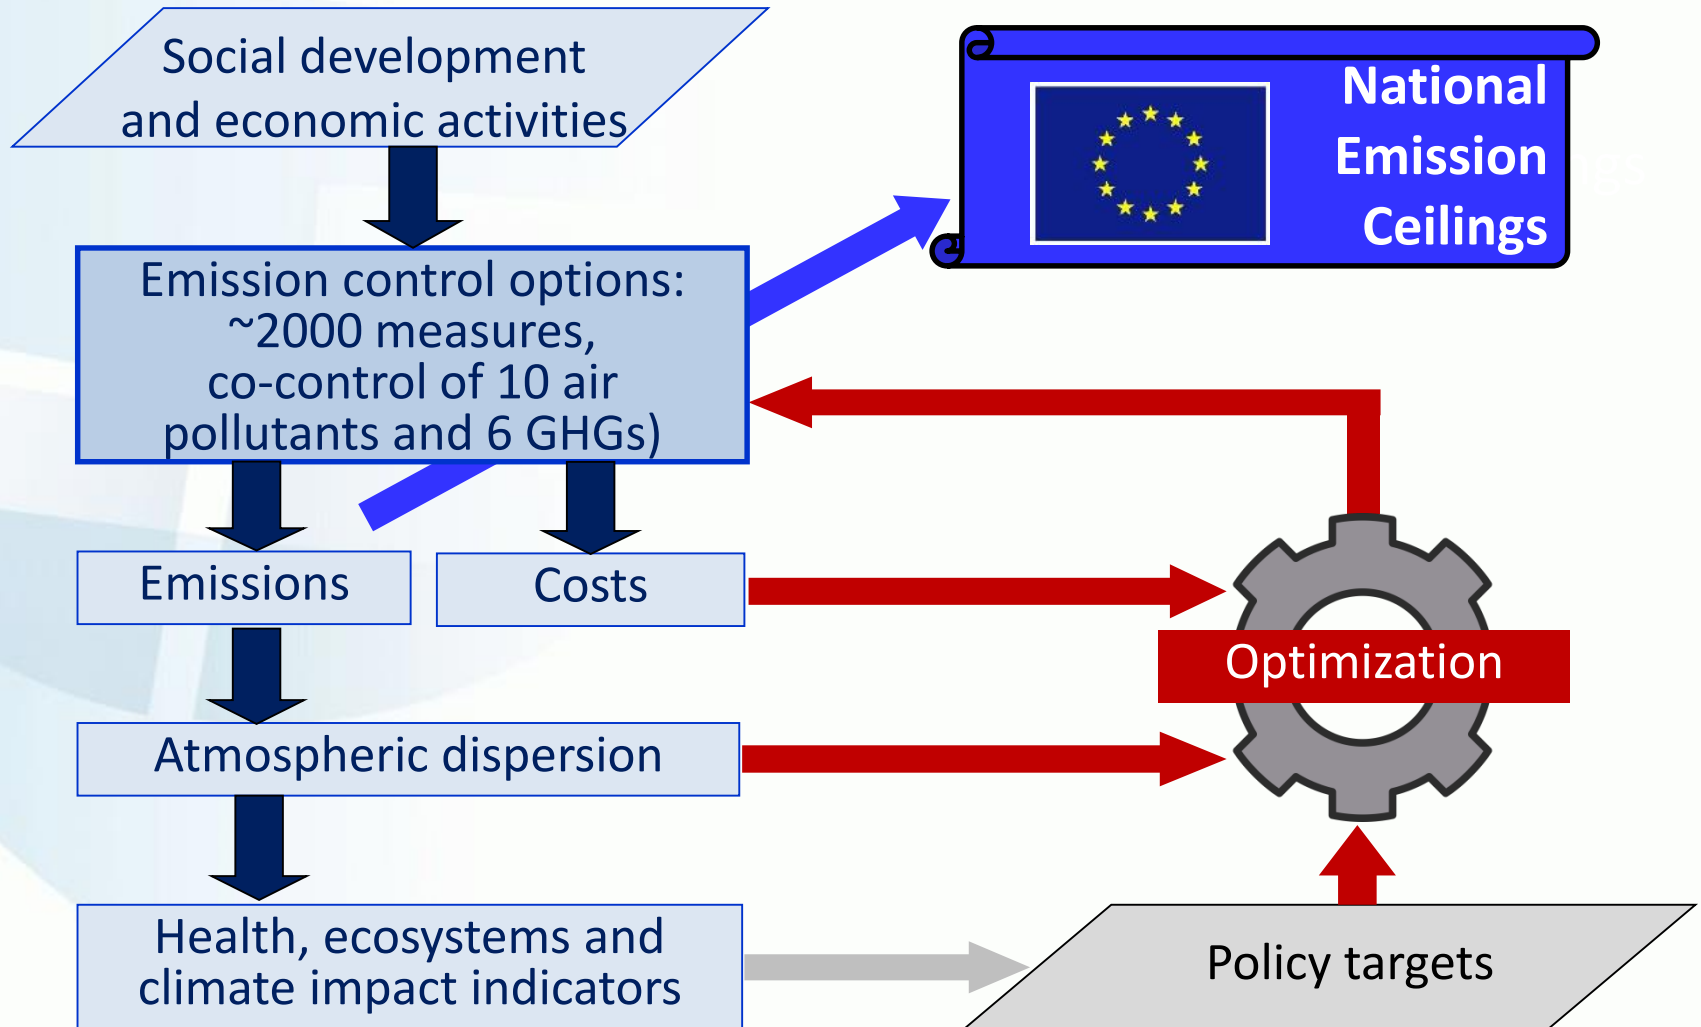 Social development
and economic activities
National
Emission
Ceilings
Emission control options:
~2000 measures,
co-control of 10 air
pollutants and 6 GHGs)
Emissions
Costs
Optimization
Atmospheric dispersion
Health, ecosystems and
climate impact indicators
Policy targets